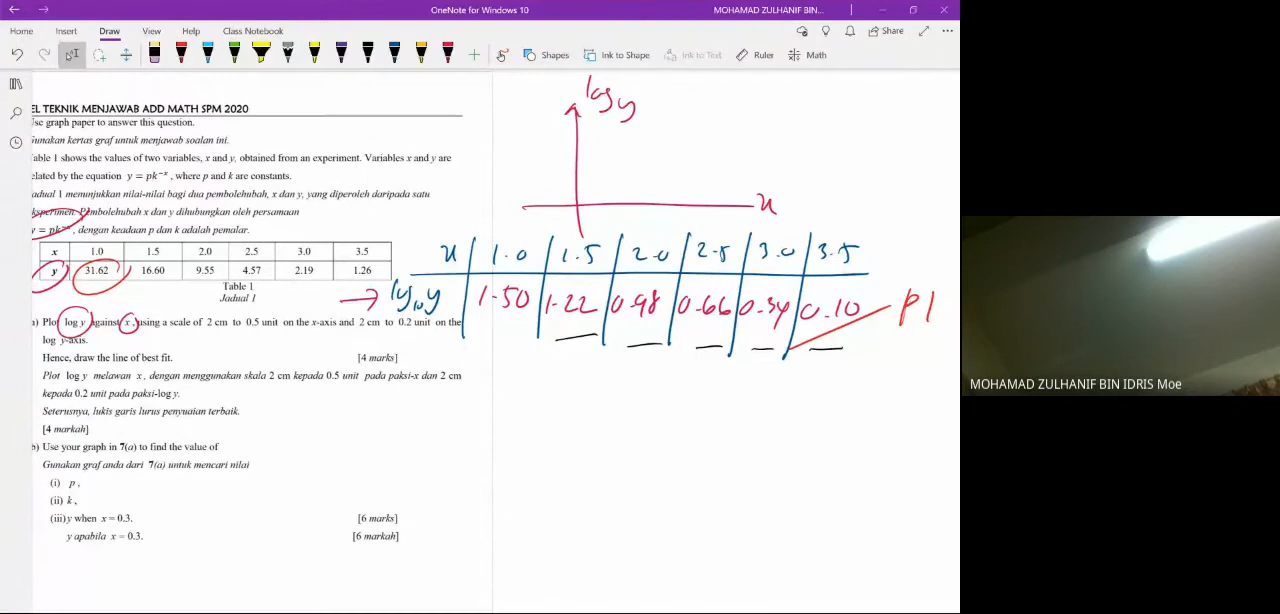 OneNote for Windows 10
MOHAMAD ZULHANIF BIN...
Home Insert Draw View Help Class Notebook
Share
Shapes Ink to Shape Ink to Text Ruler Math
EL TEKNIK MENJAWAB ADD MATH SPM 2020
Use graph paper to answer this question.
Gunakan kertas graf untuk menjawab soalan ini.
Table 1 shows the values of two variables, x and y, obtained from an experiment. Variables x and y are
elated by the equation y = pk⁻ˣ, where p and k are constants.
adual 1 menunjukkan nilai-nilai bagi dua pembolehubah, x dan y, yang diperoleh daripada satu
ksperimen. Pembolehubah x dan y dihubungkan oleh persamaan
y = pk⁻ˣ, dengan keadaan p dan k adalah pemalar.
x 1.0 1.5 2.0 2.5 3.0 3.5
y 31.62 16.60 9.55 4.57 2.19 1.26
Table 1
Jadual 1
a) Plot log y against x, using a scale of 2 cm to 0.5 unit on the x-axis and 2 cm to 0.2 unit on the
log y-axis.
Hence, draw the line of best fit. [4 marks]
Plot log y melawan x, dengan menggunakan skala 2 cm kepada 0.5 unit pada paksi-x dan 2 cm
kepada 0.2 unit pada paksi-log y.
Seterusnya, lukis garis lurus penyuaian terbaik.
[4 markah]
b) Use your graph in 7(a) to find the value of
Gunakan graf anda dari 7(a) untuk mencari nilai
(i) p,
(ii) k,
(iii) y when x = 0.3. [6 marks]
y apabila x = 0.3. [6 markah]
log y
x
x 1.0 1.5 2.0 2.5 3.0 3.5
log₁₀ y 1.50 1.22 0.98 0.66 0.34 0.10 P1
MOHAMAD ZULHANIF BIN IDRIS Moe